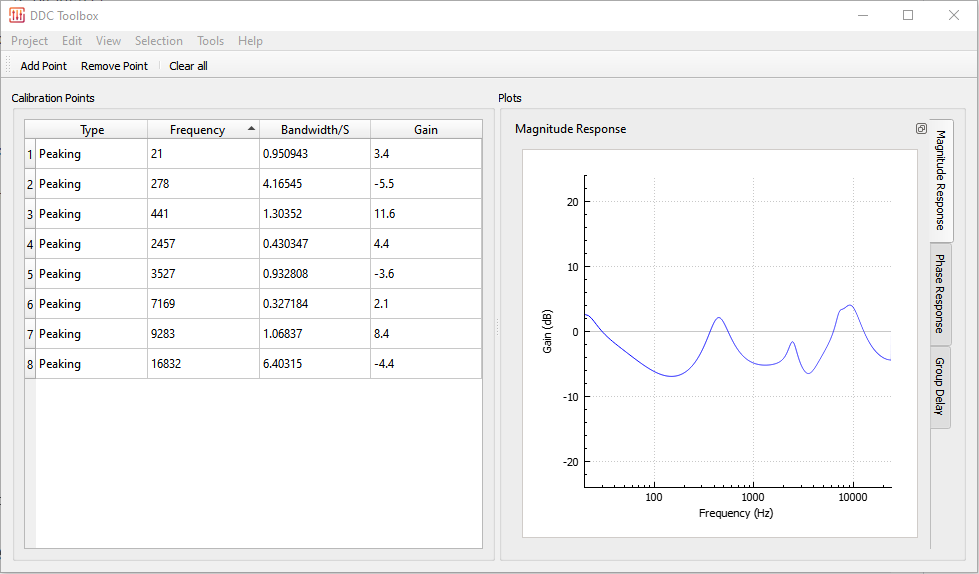 DDC Toolbox
Project Edit View Selection Tools Help
Add Point Remove Point Clear all
Calibration Points
Type Frequency Bandwidth/S Gain
1 Peaking 21 0.950943 3.4
2 Peaking 278 4.16545 -5.5
3 Peaking 441 1.30352 11.6
4 Peaking 2457 0.430347 4.4
5 Peaking 3527 0.932808 -3.6
6 Peaking 7169 0.327184 2.1
7 Peaking 9283 1.06837 8.4
8 Peaking 16832 6.40315 -4.4
Plots
Magnitude Response
20
10
0
-10
-20
Gain (dB)
100 1000 10000
Frequency (Hz)
Magnitude Response
Phase Response
Group Delay